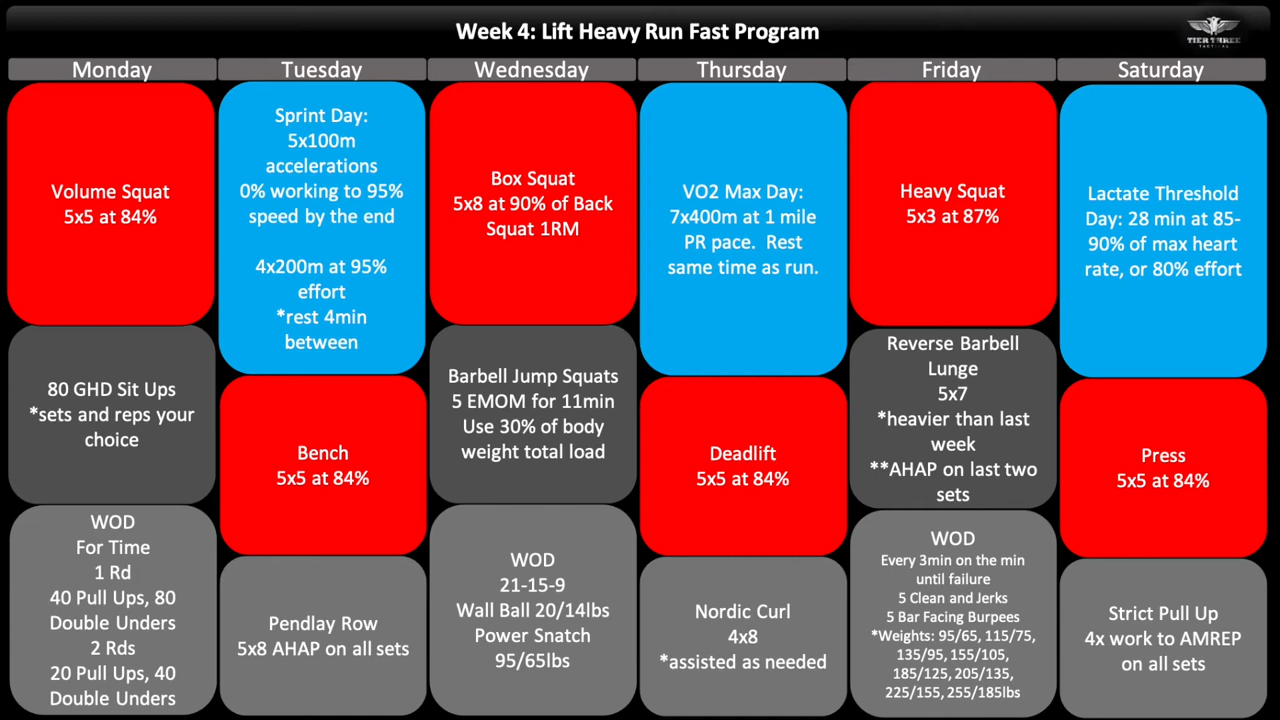 Week 4: Lift Heavy Run Fast Program
TIER THREE
TACTICAL
Monday
Tuesday
Wednesday
Thursday
Friday
Saturday
Volume Squat
5x5 at 84%
80 GHD Sit Ups
*sets and reps your
choice
WOD
For Time
1 Rd
40 Pull Ups, 80
Double Unders
2 Rds
20 Pull Ups, 40
Double Unders
Sprint Day:
5x100m
accelerations
0% working to 95%
speed by the end
4x200m at 95%
effort
*rest 4min
between
Bench
5x5 at 84%
Pendlay Row
5x8 AHAP on all sets
Box Squat
5x8 at 90% of Back
Squat 1RM
Barbell Jump Squats
5 EMOM for 11min
Use 30% of body
weight total load
WOD
21-15-9
Wall Ball 20/14lbs
Power Snatch
95/65lbs
VO2 Max Day:
7x400m at 1 mile
PR pace.  Rest
same time as run.
Deadlift
5x5 at 84%
Nordic Curl
4x8
*assisted as needed
Heavy Squat
5x3 at 87%
Reverse Barbell
Lunge
5x7
*heavier than last
week
**AHAP on last two
sets
WOD
Every 3min on the min
until failure
5 Clean and Jerks
5 Bar Facing Burpees
*Weights: 95/65, 115/75,
135/95, 155/105,
185/125, 205/135,
225/155, 255/185lbs
Lactate Threshold
Day: 28 min at 85-
90% of max heart
rate, or 80% effort
Press
5x5 at 84%
Strict Pull Up
4x work to AMREP
on all sets